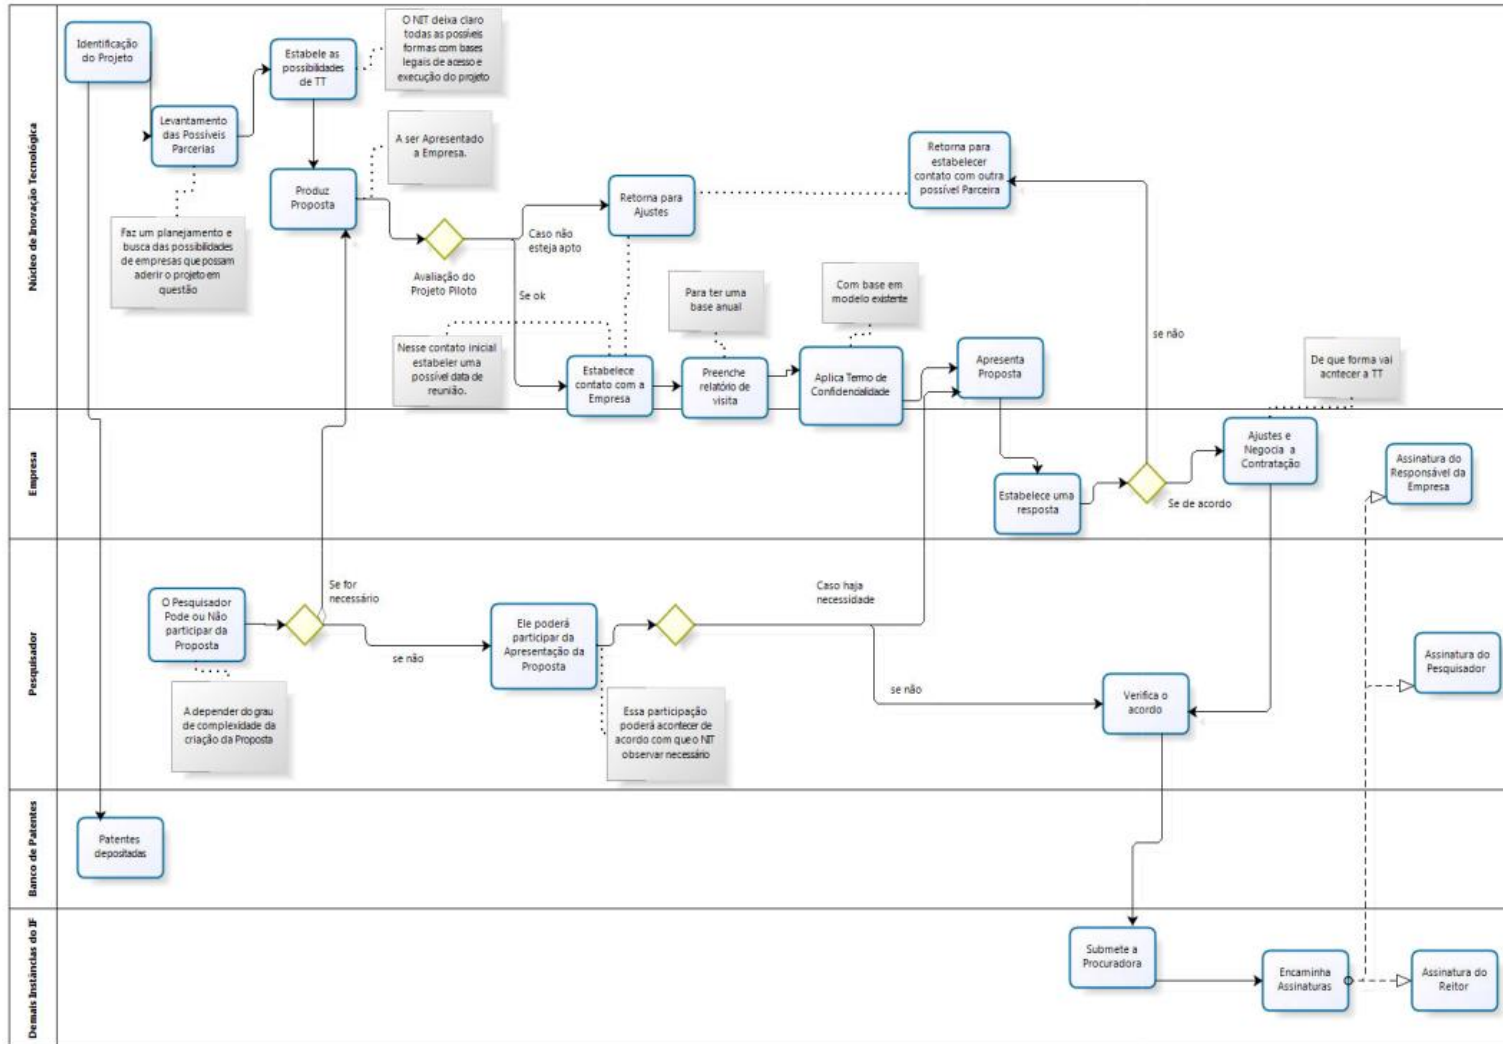 Núcleo de Inovação Tecnológica
Identificação
do Projeto
Levantamento
das Possíveis
Parcerias
Faz um planejamento e
busca das possibilidades
de empresas que possam
aderir o projeto em
questão
Estabele as
possibilidades
de TT
O NIT deixa claro
todas as possíveis
formas com bases
legais de acesso e
execução do projeto
Produz
Proposta
A ser Apresentado
a Empresa.
Avaliação do
Projeto Piloto
Caso não
esteja apto
Se ok
Retorna para
Ajustes
Retorna para
estabelecer
contato com outra
possível Parceira
Nesse contato inicial
estabeler uma
possível data de
reunião.
Estabelece
contato com a
Empresa
Para ter uma
base anual
Preenche
relatório de
visita
Com base em
modelo existente
Aplica Termo de
Conficlencialidade
Apresenta
Proposta
se não
De que forma vai
acntecer a TT
Empresa
Estabelece uma
resposta
Se de acordo
Ajustes e
Negocia a
Contratação
Assinatura do
Responsável da
Empresa
Pesquisador
O Pesquisador
Pode ou Não
participar da
Proposta
A depender do grau
de complexidade da
criação da Proposta
Se for
necessário
se não
Ele poderá
participar da
Apresentação da
Proposta
Essa participação
poderá acontecer de
acordo com que o NIT
observar necessário
Caso haja
necessidade
se não
Verifica o
acordo
Assinatura do
Pesquisador
Banco de Patentes
Patentes
depositadas
Demais Instâncias do IF
Submete a
Procuradora
Encaminha
Assinaturas
Assinatura do
Reitor